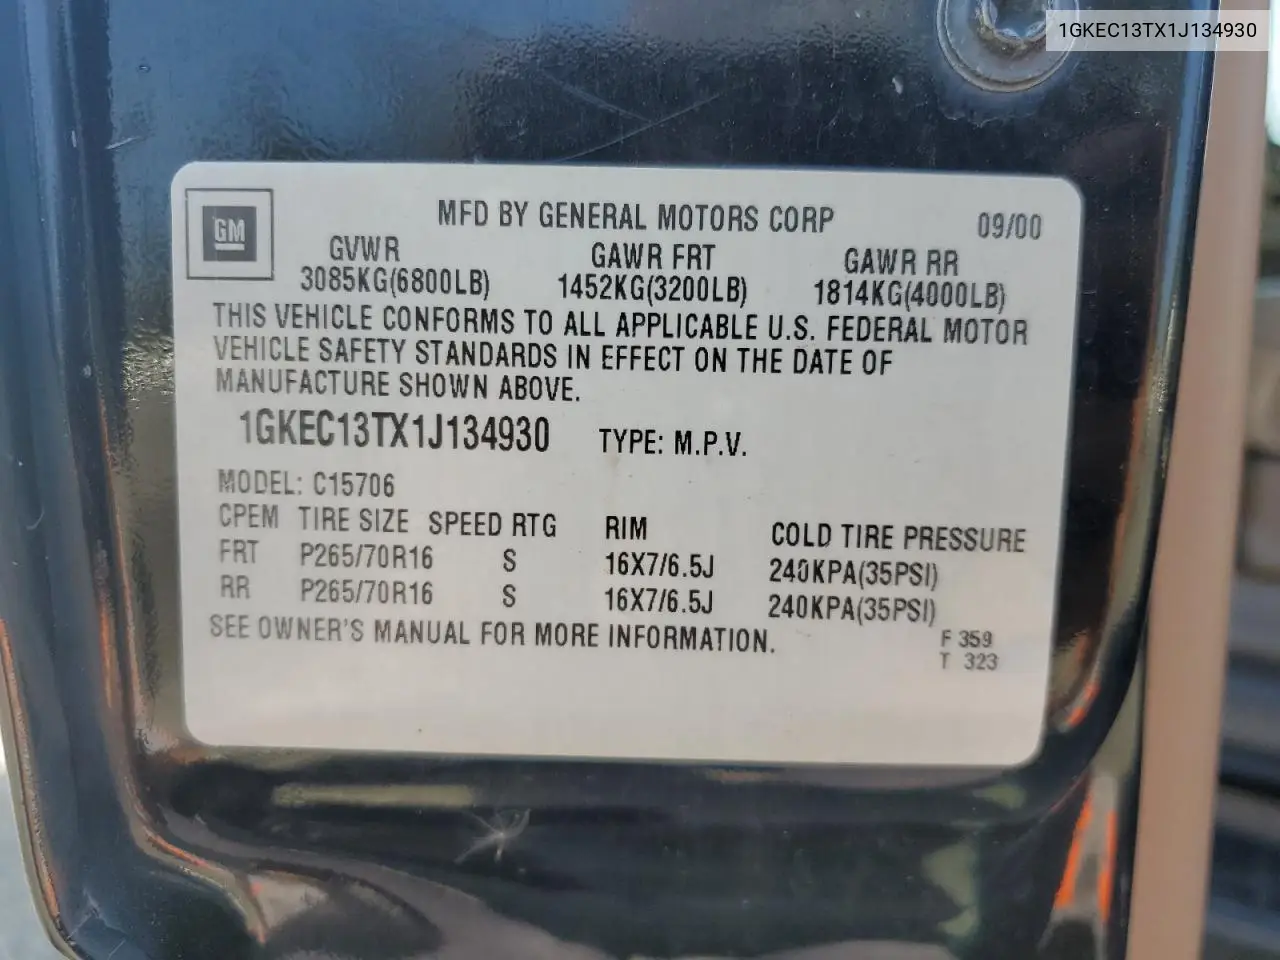 1GKEC13TX1J134930
GM
MFD BY GENERAL MOTORS CORP 09/00
GVWR GAWR FRT GAWR RR
3085KG(6800LB) 1452KG(3200LB) 1814KG(4000LB)
THIS VEHICLE CONFORMS TO ALL APPLICABLE U.S. FEDERAL MOTOR
VEHICLE SAFETY STANDARDS IN EFFECT ON THE DATE OF
MANUFACTURE SHOWN ABOVE.
1GKEC13TX1J134930 TYPE: M.P.V.
MODEL: C15706
CPEM TIRE SIZE SPEED RTG RIM COLD TIRE PRESSURE
FRT P265/70R16 S 16X7/6.5J 240KPA(35PSI)
RR P265/70R16 S 16X7/6.5J 240KPA(35PSI)
SEE OWNER'S MANUAL FOR MORE INFORMATION. F 359
T 323